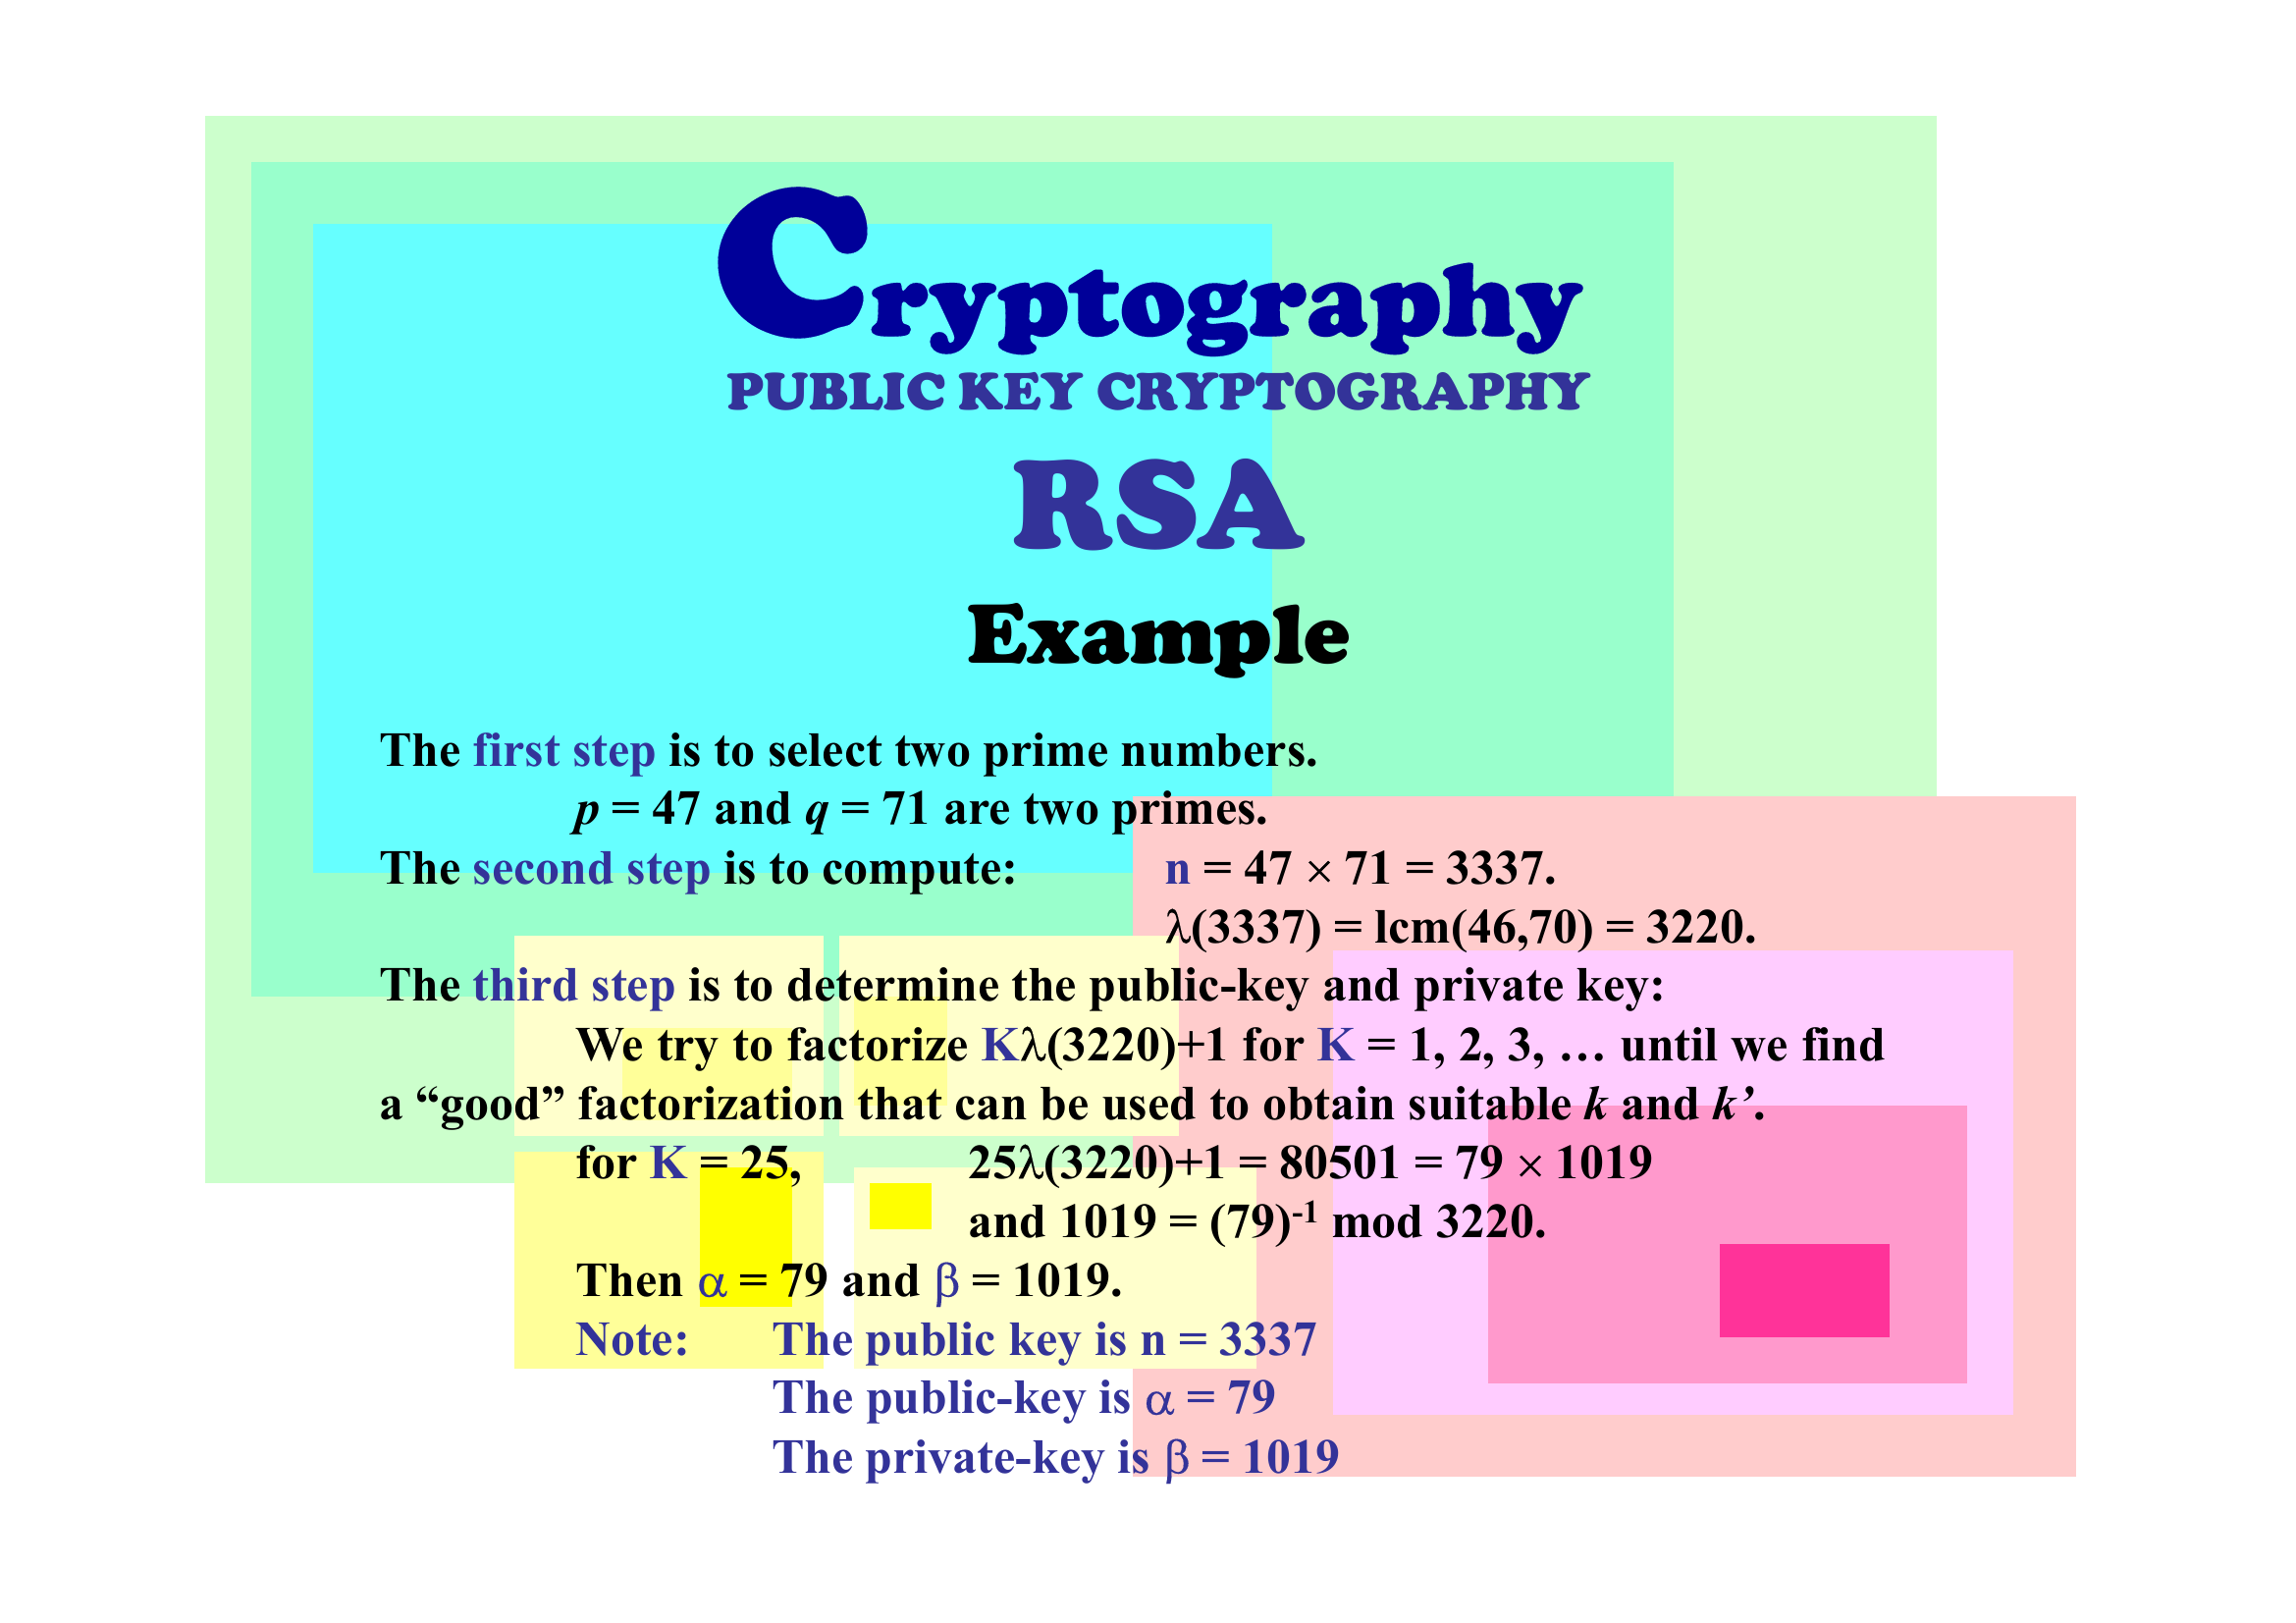 Cryptography
PUBLIC KEY CRYPTOGRAPHY
RSA
Example
The first step is to select two prime numbers.
p = 47 and q = 71 are two primes.
The second step is to compute: n = 47 × 71 = 3337.
λ(3337) = lcm(46,70) = 3220.
The third step is to determine the public-key and private key:
We try to factorize Kλ(3220)+1 for K = 1, 2, 3, … until we find
a “good” factorization that can be used to obtain suitable k and k’.
for K = 25, 25λ(3220)+1 = 80501 = 79 × 1019
and 1019 = (79)⁻¹ mod 3220.
Then α = 79 and β = 1019.
Note: The public key is n = 3337
The public-key is α = 79
The private-key is β = 1019